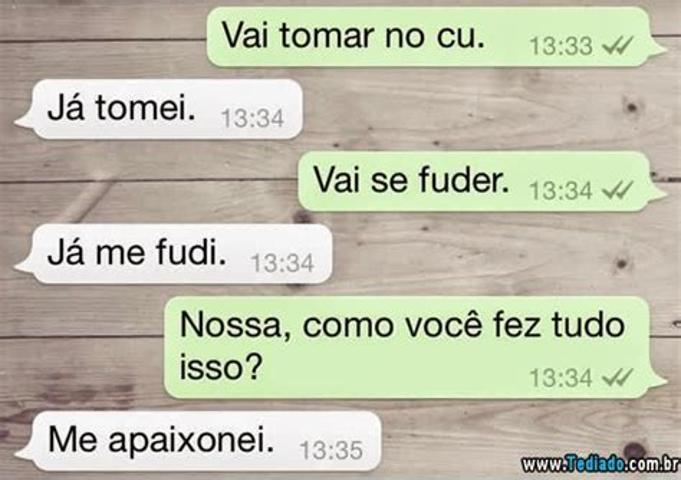 Vai tomar no cu. 13:33
Já tomei. 13:34
Vai se fuder. 13:34
Já me fudi. 13:34
Nossa, como você fez tudo
isso? 13:34
Me apaixonei. 13:35
www.Tediado.com.br